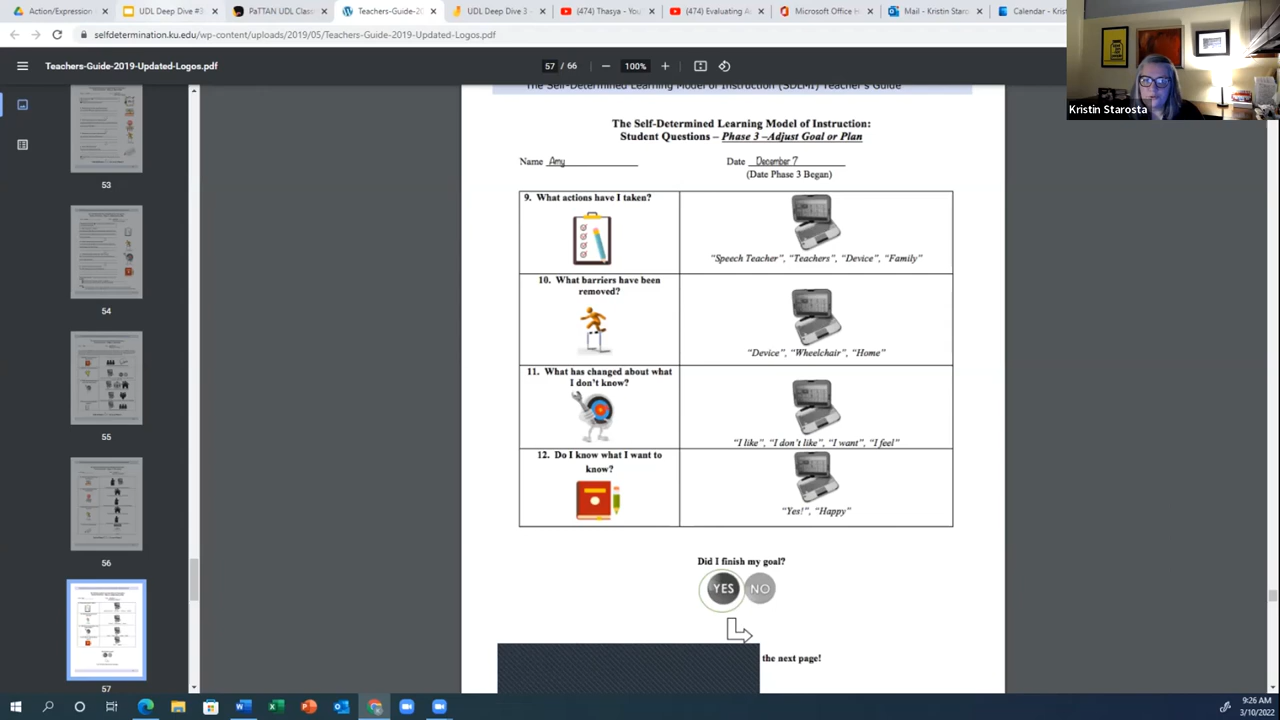 Action/Expression
UDL Deep Dive #3
PaTTAN UDL Class
Teachers-Guide-20
UDL Deep Dive 3 -
(474) Thasya - You
(474) Evaluating A
Microsoft Office H
Mail - Kristin Staro
Calendar - Krist
selfdetermination.ku.edu/wp-content/uploads/2019/05/Teachers-Guide-2019-Updated-Logos.pdf
Teachers-Guide-2019-Updated-Logos.pdf
57 / 66
100%
Kristin Starosta
53
54
55
56
57
The Self-Determined Learning Model of Instruction (SDLMI) Teacher's Guide
The Self-Determined Learning Model of Instruction:
Student Questions – Phase 3 –Adjust Goal or Plan
Name Amy
Date December 7
(Date Phase 3 Began)
9. What actions have I taken?
"Speech Teacher", "Teachers", "Device", "Family"
10. What barriers have been
removed?
"Device", "Wheelchair", "Home"
11. What has changed about what
I don't know?
"I like", "I don't like", "I want", "I feel"
12. Do I know what I want to
know?
"Yes!", "Happy"
Did I finish my goal?
YES NO
the next page!
9:26 AM
3/10/2022